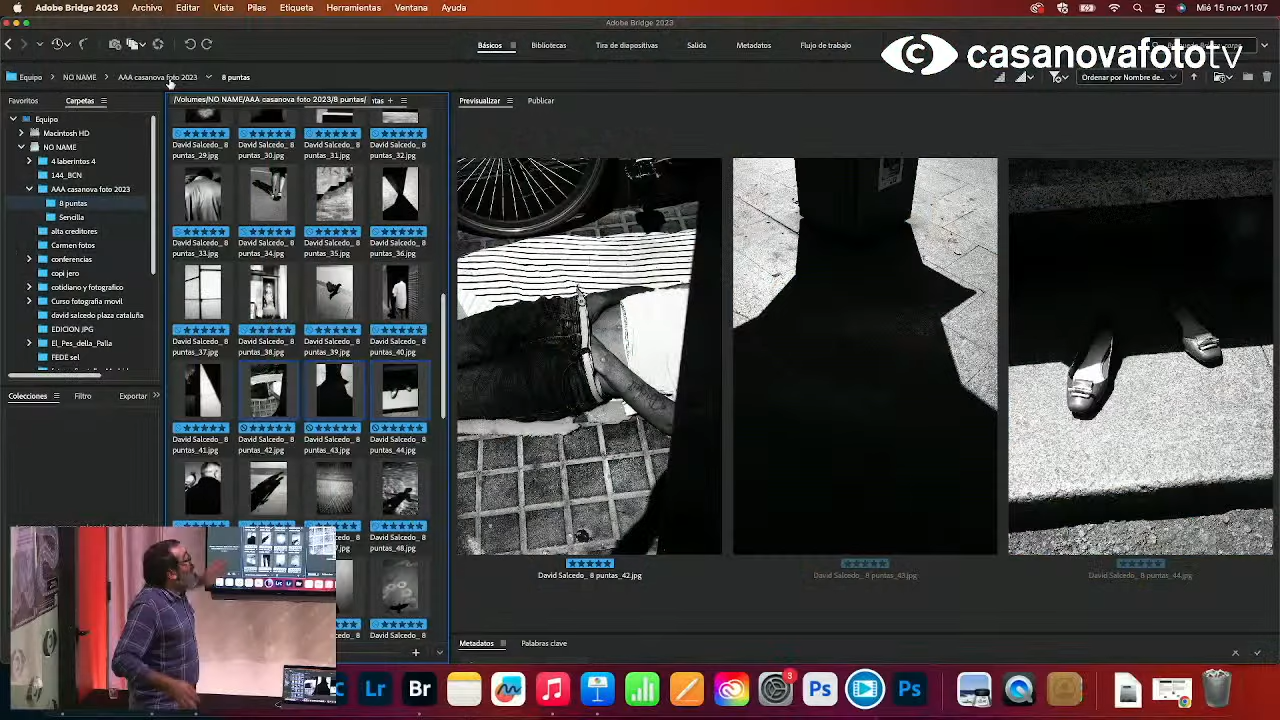 Adobe Bridge 2023 Archivo Editar Vista Pilas Etiqueta Herramientas Ventana Ayuda
Mié 15 nov 11:07
Adobe Bridge 2023
Básicos Bibliotecas Tira de diapositivas Salida Metadatos Flujo de trabajo
casanovafototv
Equipo NO NAME AAA casanova foto 2023 8 puntas
Ordenar por Nombre de...
Favoritos Carpetas
/Volumes/NO NAME/AAA casanova foto 2023/8 puntas/
Previsualizar Publicar
Equipo
Macintosh HD
NO NAME
4 laberintos 4
144_BCN
AAA casanova foto 2023
8 puntas
Sencilla
alta creditores
Carmen fotos
conferencias
copi jero
cotidiano y fotografico
Curso fotografia movil
david salcedo plaza cataluña
EDICION JPG
El_Pes_della_Palla
FEDE sel
Colecciones Filtro Exportar
David Salcedo_ 8 David Salcedo_ 8 David Salcedo_ 8 David Salcedo_ 8
puntas_29.jpg puntas_30.jpg puntas_31.jpg puntas_32.jpg
David Salcedo_ 8 David Salcedo_ 8 David Salcedo_ 8 David Salcedo_ 8
puntas_33.jpg puntas_34.jpg puntas_35.jpg puntas_36.jpg
David Salcedo_ 8 David Salcedo_ 8 David Salcedo_ 8 David Salcedo_ 8
puntas_37.jpg puntas_38.jpg puntas_39.jpg puntas_40.jpg
David Salcedo_ 8 David Salcedo_ 8 David Salcedo_ 8 David Salcedo_ 8
puntas_41.jpg puntas_42.jpg puntas_43.jpg puntas_44.jpg
puntas_48.jpg
David Salcedo_ 8
David Salcedo_ 8 puntas_42.jpg
David Salcedo_ 8 puntas_43.jpg
David Salcedo_ 8 puntas_44.jpg
Metadatos Palabras clave
Lr Br Ps Ps
3